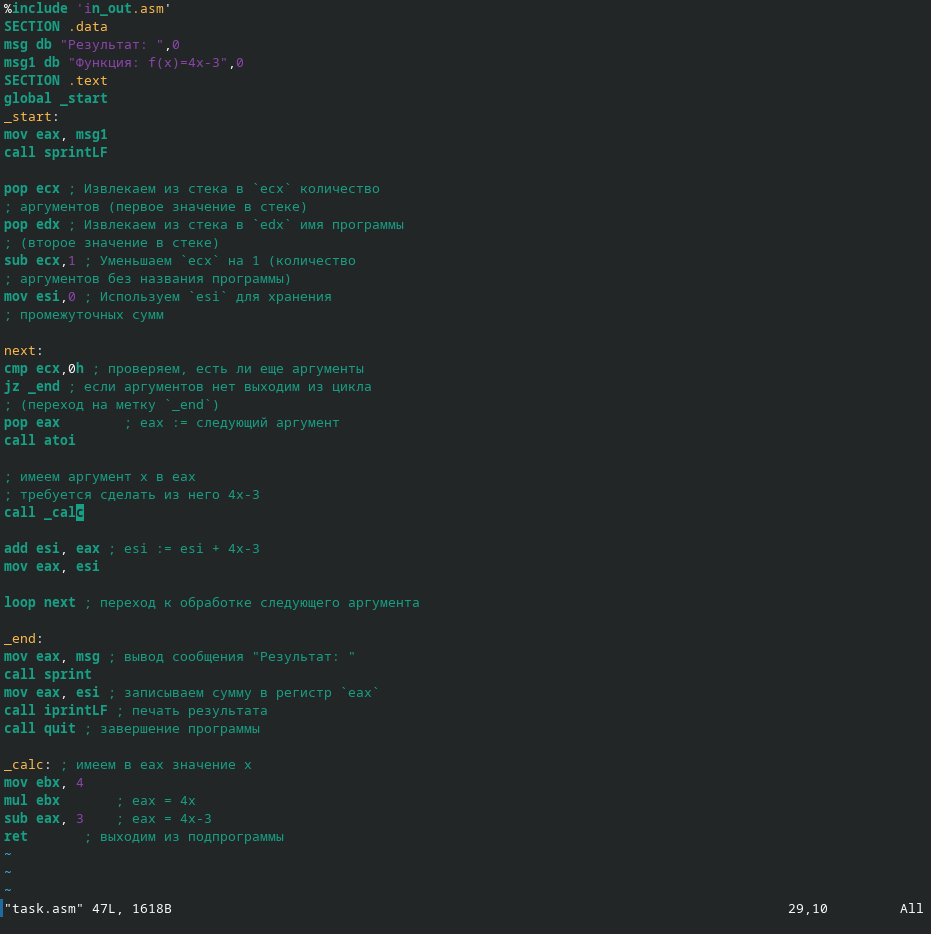 %include 'in_out.asm'
SECTION .data
msg db "Результат: ",0
msg1 db "Функция: f(x)=4x-3",0
SECTION .text
global _start
_start:
mov eax, msg1
call sprintLF
pop ecx ; Извлекаем из стека в `ecx` количество
; аргументов (первое значение в стеке)
pop edx ; Извлекаем из стека в `edx` имя программы
; (второе значение в стеке)
sub ecx,1 ; Уменьшаем `ecx` на 1 (количество
; аргументов без названия программы)
mov esi,0 ; Используем `esi` для хранения
; промежуточных сумм
next:
cmp ecx,0h ; проверяем, есть ли еще аргументы
jz _end ; если аргументов нет выходим из цикла
; (переход на метку `_end`)
pop eax        ; eax := следующий аргумент
call atoi
; имеем аргумент x в eax
; требуется сделать из него 4x-3
call _calc
add esi, eax ; esi := esi + 4x-3
mov eax, esi
loop next ; переход к обработке следующего аргумента
_end:
mov eax, msg ; вывод сообщения "Результат: "
call sprint
mov eax, esi ; записываем сумму в регистр `eax`
call iprintLF ; печать результата
call quit ; завершение программы
_calc: ; имеем в eax значение x
mov ebx, 4
mul ebx       ; eax = 4x
sub eax, 3    ; eax = 4x-3
ret       ; выходим из подпрограммы
~
~
~
"task.asm" 47L, 1618B 29,10 All